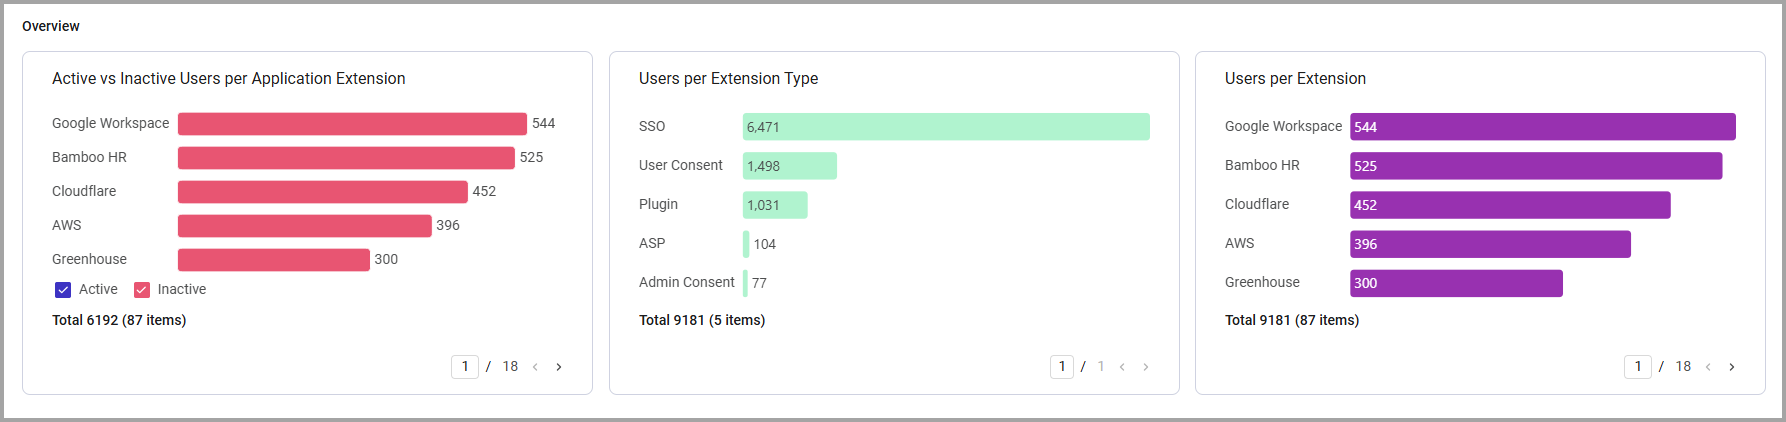 Overview
Active vs Inactive Users per Application Extension
Google Workspace 544
Bamboo HR 525
Cloudflare 452
AWS 396
Greenhouse 300
Active Inactive
Total 6192 (87 items)
1 / 18
Users per Extension Type
SSO 6,471
User Consent 1,498
Plugin 1,031
ASP 104
Admin Consent 77
Total 9181 (5 items)
1 / 1
Users per Extension
Google Workspace 544
Bamboo HR 525
Cloudflare 452
AWS 396
Greenhouse 300
Total 9181 (87 items)
1 / 18